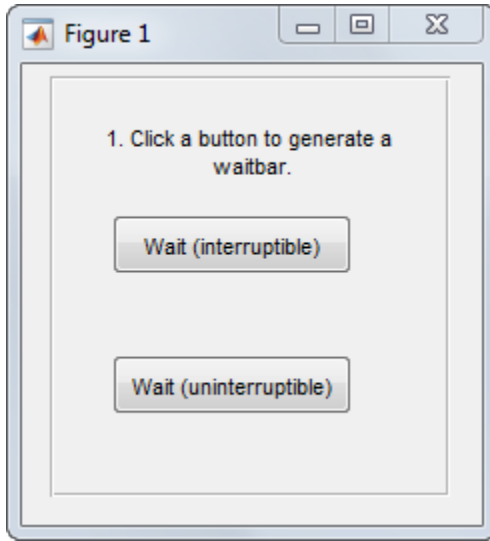 Figure 1
1. Click a button to generate a
waitbar.
Wait (interruptible)
Wait (uninterruptible)